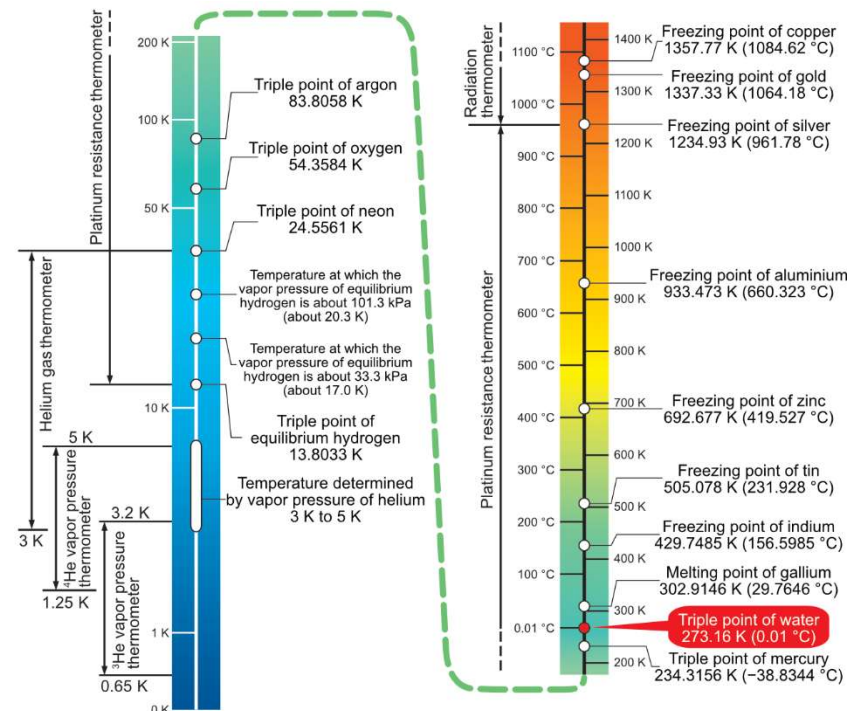 200 K
100 K
50 K
10 K
1 K
0 K
Platinum resistance thermometer
Helium gas thermometer
3 K
5 K
⁴He vapor pressure
thermometer
1.25 K
3.2 K
³He vapor pressure
thermometer
0.65 K
Triple point of argon
83.8058 K
Triple point of oxygen
54.3584 K
Triple point of neon
24.5561 K
Temperature at which the
vapor pressure of equilibrium
hydrogen is about 101.3 kPa
(about 20.3 K)
Temperature at which the
vapor pressure of equilibrium
hydrogen is about 33.3 kPa
(about 17.0 K)
Triple point of
equilibrium hydrogen
13.8033 K
Temperature determined
by vapor pressure of helium
3 K to 5 K
Radiation
thermometer
Platinum resistance thermometer
1100 °C
1000 °C
900 °C
800 °C
700 °C
600 °C
500 °C
400 °C
300 °C
200 °C
100 °C
0.01 °C
1400 K
1300 K
1200 K
1100 K
1000 K
900 K
800 K
700 K
600 K
500 K
400 K
300 K
200 K
Freezing point of copper
1357.77 K (1084.62 °C)
Freezing point of gold
1337.33 K (1064.18 °C)
Freezing point of silver
1234.93 K (961.78 °C)
Freezing point of aluminium
933.473 K (660.323 °C)
Freezing point of zinc
692.677 K (419.527 °C)
Freezing point of tin
505.078 K (231.928 °C)
Freezing point of indium
429.7485 K (156.5985 °C)
Melting point of gallium
302.9146 K (29.7646 °C)
Triple point of water
273.16 K (0.01 °C)
Triple point of mercury
234.3156 K (−38.8344 °C)